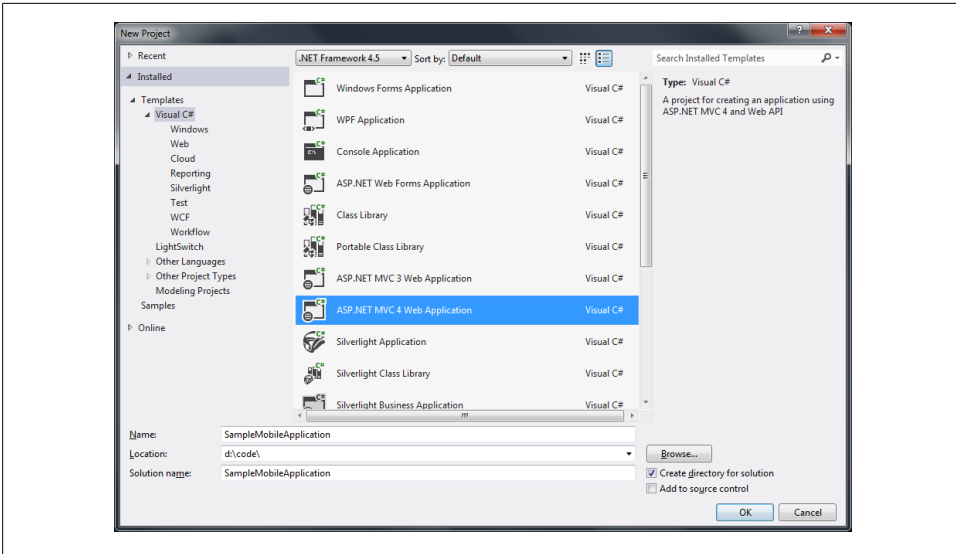 New Project
Recent
Installed
Templates
Visual C#
Windows
Web
Cloud
Reporting
Silverlight
Test
WCF
Workflow
LightSwitch
Other Languages
Other Project Types
Modeling Projects
Samples
Online
.NET Framework 4.5 Sort by: Default
Windows Forms Application Visual C#
WPF Application Visual C#
Console Application Visual C#
ASP.NET Web Forms Application Visual C#
Class Library Visual C#
Portable Class Library Visual C#
ASP.NET MVC 3 Web Application Visual C#
ASP.NET MVC 4 Web Application Visual C#
Silverlight Application Visual C#
Silverlight Class Library Visual C#
Silverlight Business Application Visual C#
Search Installed Templates
Type: Visual C#
A project for creating an application using
ASP.NET MVC 4 and Web API
Name: SampleMobileApplication
Location: d:\code\
Browse...
Solution name: SampleMobileApplication
Create directory for solution
Add to source control
OK Cancel